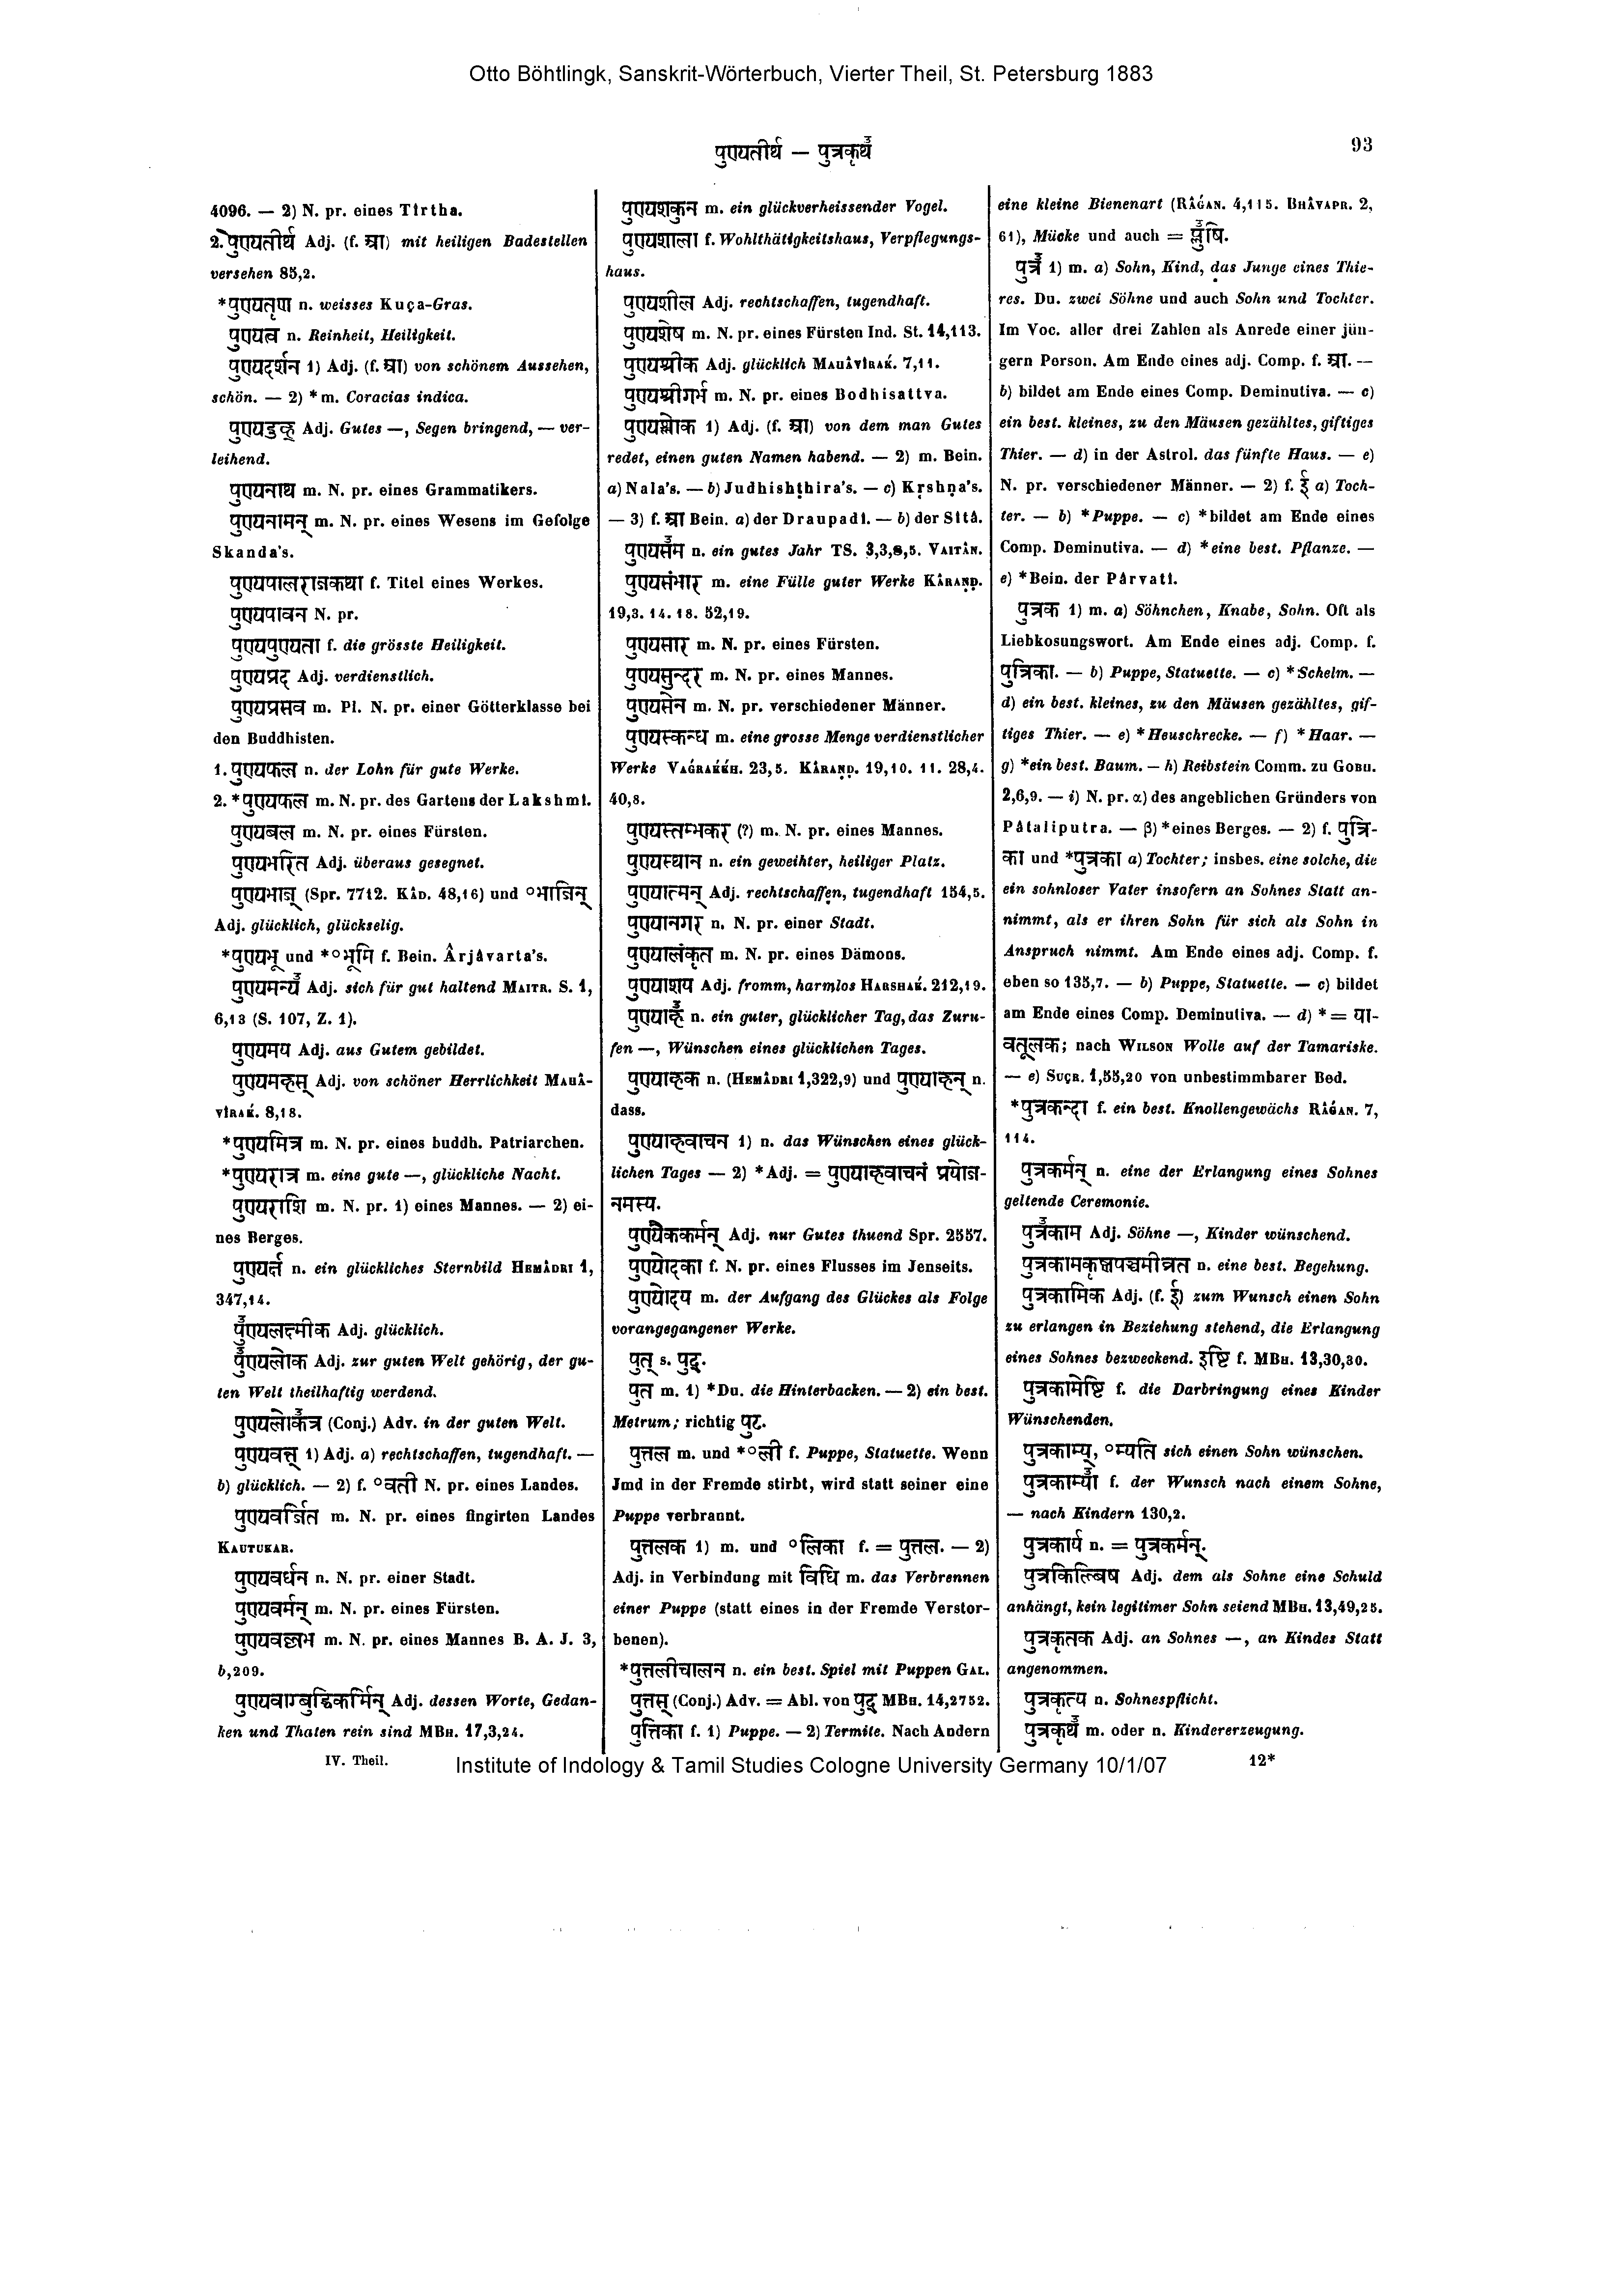 Otto Böhtlingk, Sanskrit-Wörterbuch, Vierter Theil, St. Petersburg 1883
पुण्यतीर्थ — पुत्रकृथ॑
93
4096. — 2) N. pr. eines Tîrtha.
2. पुण्यतीर्थ Adj. (f. आ) mit heiligen Badestellen
versehen 85,2.
*पुण्यतृण n. weisses Kuça-Gras.
पुण्यत्व n. Reinheit, Heiligkeit.
पुण्यदर्शन 1) Adj. (f. आ) von schönem Aussehen,
schön. — 2) *m. Coracias indica.
पुण्यदुह् Adj. Gutes —, Segen bringend, — ver-
leihend.
पुण्यनाथ m. N. pr. eines Grammatikers.
पुण्यनामन् m. N. pr. eines Wesens im Gefolge
Skanda's.
पुण्यपालराजकथा f. Titel eines Werkes.
पुण्यपावन N. pr.
पुण्यपुण्यता f. die grösste Heiligkeit.
पुण्यप्रद Adj. verdienstlich.
पुण्यप्रसव m. Pl. N. pr. einer Götterklasse bei
den Buddhisten.
1. पुण्यफल n. der Lohn für gute Werke.
2. *पुण्यफल m. N. pr. des Gartens der Lakshmî.
पुण्यबल m. N. pr. eines Fürsten.
पुण्यभरित Adj. überaus gesegnet.
पुण्यभाज् (Spr. 7712. Kâd. 48,16) und ०भाजिन्
Adj. glücklich, glückselig.
*पुण्यभू und *०भूमि f. Bein. Ârjâvarta's.
पुण्यमन्य॑ Adj. sich für gut haltend Maitr. S. 1,
6,13 (S. 107, Z. 1).
पुण्यमय Adj. aus Gutem gebildet.
पुण्यमहस् Adj. von schöner Herrlichkeit Mahâ-
vîrak. 8,18.
*पुण्यमित्र m. N. pr. eines buddh. Patriarchen.
*पुण्यरात्र m. eine gute —, glückliche Nacht.
पुण्यराशि m. N. pr. 1) eines Mannes. — 2) ei-
nes Berges.
पुण्यर्क्ष n. ein glückliches Sternbild Hemâdri 1,
347,14.
पु॑ण्यलक्ष्मीक Adj. glücklich.
पु॑ण्यलोक Adj. zur guten Welt gehörig, der gu-
ten Welt theilhaftig werdend.
पुण्यलोक॑त्र (Conj.) Adv. in der guten Welt.
पुण्यवत्त् 1) Adj. a) rechtschaffen, tugendhaft. —
b) glücklich. — 2) f. ०वती N. pr. eines Landes.
पुण्यवर्जित m. N. pr. eines fingirten Landes
Kautukar.
पुण्यवर्धन n. N. pr. einer Stadt.
पुण्यवर्मन् m. N. pr. eines Fürsten.
पुण्यवल्लभ m. N. pr. eines Mannes B. A. J. 3,
b,209.
पुण्यवाग्बुद्धिकर्मिन् Adj. dessen Worte, Gedan-
ken und Thaten rein sind MBh. 17,3,24.
पुण्यशकुन m. ein glückverheissender Vogel.
पुण्यशाला f. Wohlthätigkeitshaus, Verpflegungs-
haus.
पुण्यशील Adj. rechtschaffen, tugendhaft.
पुण्यशेष m. N. pr. eines Fürsten Ind. St. 14,113.
पुण्यश्रीक Adj. glücklich Mahâvîrak. 7,11.
पुण्यश्रीगर्भ m. N. pr. eines Bodhisattva.
पुण्यश्लोक 1) Adj. (f. आ) von dem man Gutes
redet, einen guten Namen habend. — 2) m. Bein.
a) Nala's. — b) Judhishṭhira's. — c) Kṛshṇa's.
— 3) f. आ Bein. a) der Draupadî. — b) der Sîtâ.
पुण्यसम॑ n. ein gutes Jahr TS. 3,3,8,5. Vaitân.
पुण्यसंभार m. eine Fülle guter Werke Kâraṇḍ.
19,3. 14. 18. 52,19.
पुण्यसार m. N. pr. eines Fürsten.
पुण्यसुन्दर m. N. pr. eines Mannes.
पुण्यसेन m. N. pr. verschiedener Männer.
पुण्यस्कन्ध m. eine grosse Menge verdienstlicher
Werke Vaǵrakkh. 23,5. Kâraṇḍ. 19,10. 11. 28,4.
40,8.
पुण्यस्तम्भकर (?) m. N. pr. eines Mannes.
पुण्यस्थान n. ein geweihter, heiliger Platz.
पुण्यात्मन् Adj. rechtschaffen, tugendhaft 154,5.
पुण्यानगर n. N. pr. einer Stadt.
पुण्यालंकृत m. N. pr. eines Dämons.
पुण्याशय Adj. fromm, harmlos Harshak. 212,19.
पुण्याह॑ n. ein guter, glücklicher Tag, das Zuru-
fen —, Wünschen eines glücklichen Tages.
पुण्याहक n. (Hemâdri 1,322,9) und पुण्याहन् n.
dass.
पुण्याहवाचन 1) n. das Wünschen eines glück-
lichen Tages — 2) *Adj. = पुण्याहवाचनं प्रयोज-
नमस्य.
पुण्यैककर्मन् Adj. nur Gutes thuend Spr. 2557.
पुण्योदका f. N. pr. eines Flusses im Jenseits.
पुण्योदय m. der Aufgang des Glückes als Folge
vorangegangener Werke.
पुत् s. पुद्.
पुत m. 1) *Du. die Hinterbacken. — 2) ein best.
Metrum; richtig पुट.
पुत्तल m. und *०ली f. Puppe, Statuette. Wenn
Jmd in der Fremde stirbt, wird statt seiner eine
Puppe verbrannt.
पुत्तलक 1) m. und ०लिका f. = पुत्तल. — 2)
Adj. in Verbindung mit विधि m. das Verbrennen
einer Puppe (statt eines in der Fremde Verstor-
benen).
*पुत्तलीचालन n. ein best. Spiel mit Puppen Gal.
पुत्तस् (Conj.) Adv. = Abl. von पुद् MBh. 14,2752.
पुत्तिका f. 1) Puppe. — 2) Termite. Nach Andern
eine kleine Bienenart (Râǵan. 4,115. Bhâvapr. 2,
61), Mücke und auch = प्लु॑षि.
पुत्र॑ 1) m. a) Sohn, Kind, das Junge eines Thie-
res. Du. zwei Söhne und auch Sohn und Tochter.
Im Voc. aller drei Zahlen als Anrede einer jün-
gern Person. Am Ende eines adj. Comp. f. आ. —
b) bildet am Ende eines Comp. Deminutiva. — c)
ein best. kleines, zu den Mäusen gezähltes, giftiges
Thier. — d) in der Astrol. das fünfte Haus. — e)
N. pr. verschiedener Männer. — 2) f. ई a) Toch-
ter. — b) *Puppe. — c) *bildet am Ende eines
Comp. Deminutiva. — d) *eine best. Pflanze. —
e) *Bein. der Pârvatî.
पुत्रक 1) m. a) Söhnchen, Knabe, Sohn. Oft als
Liebkosungswort. Am Ende eines adj. Comp. f.
पुत्रिका. — b) Puppe, Statuette. — c) *Schelm. —
d) ein best. kleines, zu den Mäusen gezähltes, gif-
tiges Thier. — e) *Heuschrecke. — f) *Haar. —
g) *ein best. Baum. — h) Reibstein Comm. zu Gobh.
2,6,9. — i) N. pr. α) des angeblichen Gründers von
Pâṭaliputra. — β) *eines Berges. — 2) f. पुत्रि-
का und *पुत्रका a) Tochter; insbes. eine solche, die
ein sohnloser Vater insofern an Sohnes Statt an-
nimmt, als er ihren Sohn für sich als Sohn in
Anspruch nimmt. Am Ende eines adj. Comp. f.
eben so 135,7. — b) Puppe, Statuette. — c) bildet
am Ende eines Comp. Deminutiva. — d) *= या-
वतूलक; nach Wilson Wolle auf der Tamariske.
— e) Suçr. 1,55,20 von unbestimmbarer Bed.
*पुत्रकन्दा f. ein best. Knollengewächs Râǵan. 7,
114.
पुत्रकर्मन् n. eine der Erlangung eines Sohnes
geltende Ceremonie.
पुत्र॑काम Adj. Söhne —, Kinder wünschend.
पुत्रकामकृष्णपञ्चमीव्रत n. eine best. Begehung.
पुत्रकामिक Adj. (f. ई) zum Wunsch einen Sohn
zu erlangen in Beziehung stehend, die Erlangung
eines Sohnes bezweckend. इष्टि f. MBh. 13,30,30.
पुत्रकामेष्टि f. die Darbringung eines Kinder
Wünschenden.
पुत्रकाम्य्, ०म्यति sich einen Sohn wünschen.
पुत्रकाम्या॑ f. der Wunsch nach einem Sohne,
— nach Kindern 130,2.
पुत्रकार्य n. = पुत्रकर्मन्.
पुत्रकिल्बिष Adj. dem als Sohne eine Schuld
anhängt, kein legitimer Sohn seiend MBh. 13,49,25.
पुत्रकृतक Adj. an Sohnes —, an Kindes Statt
angenommen.
पुत्रकृत्य n. Sohnespflicht.
पुत्रकृथ॑ m. oder n. Kindererzeugung.
IV. Theil.
Institute of Indology & Tamil Studies Cologne University Germany 10/1/07
12*